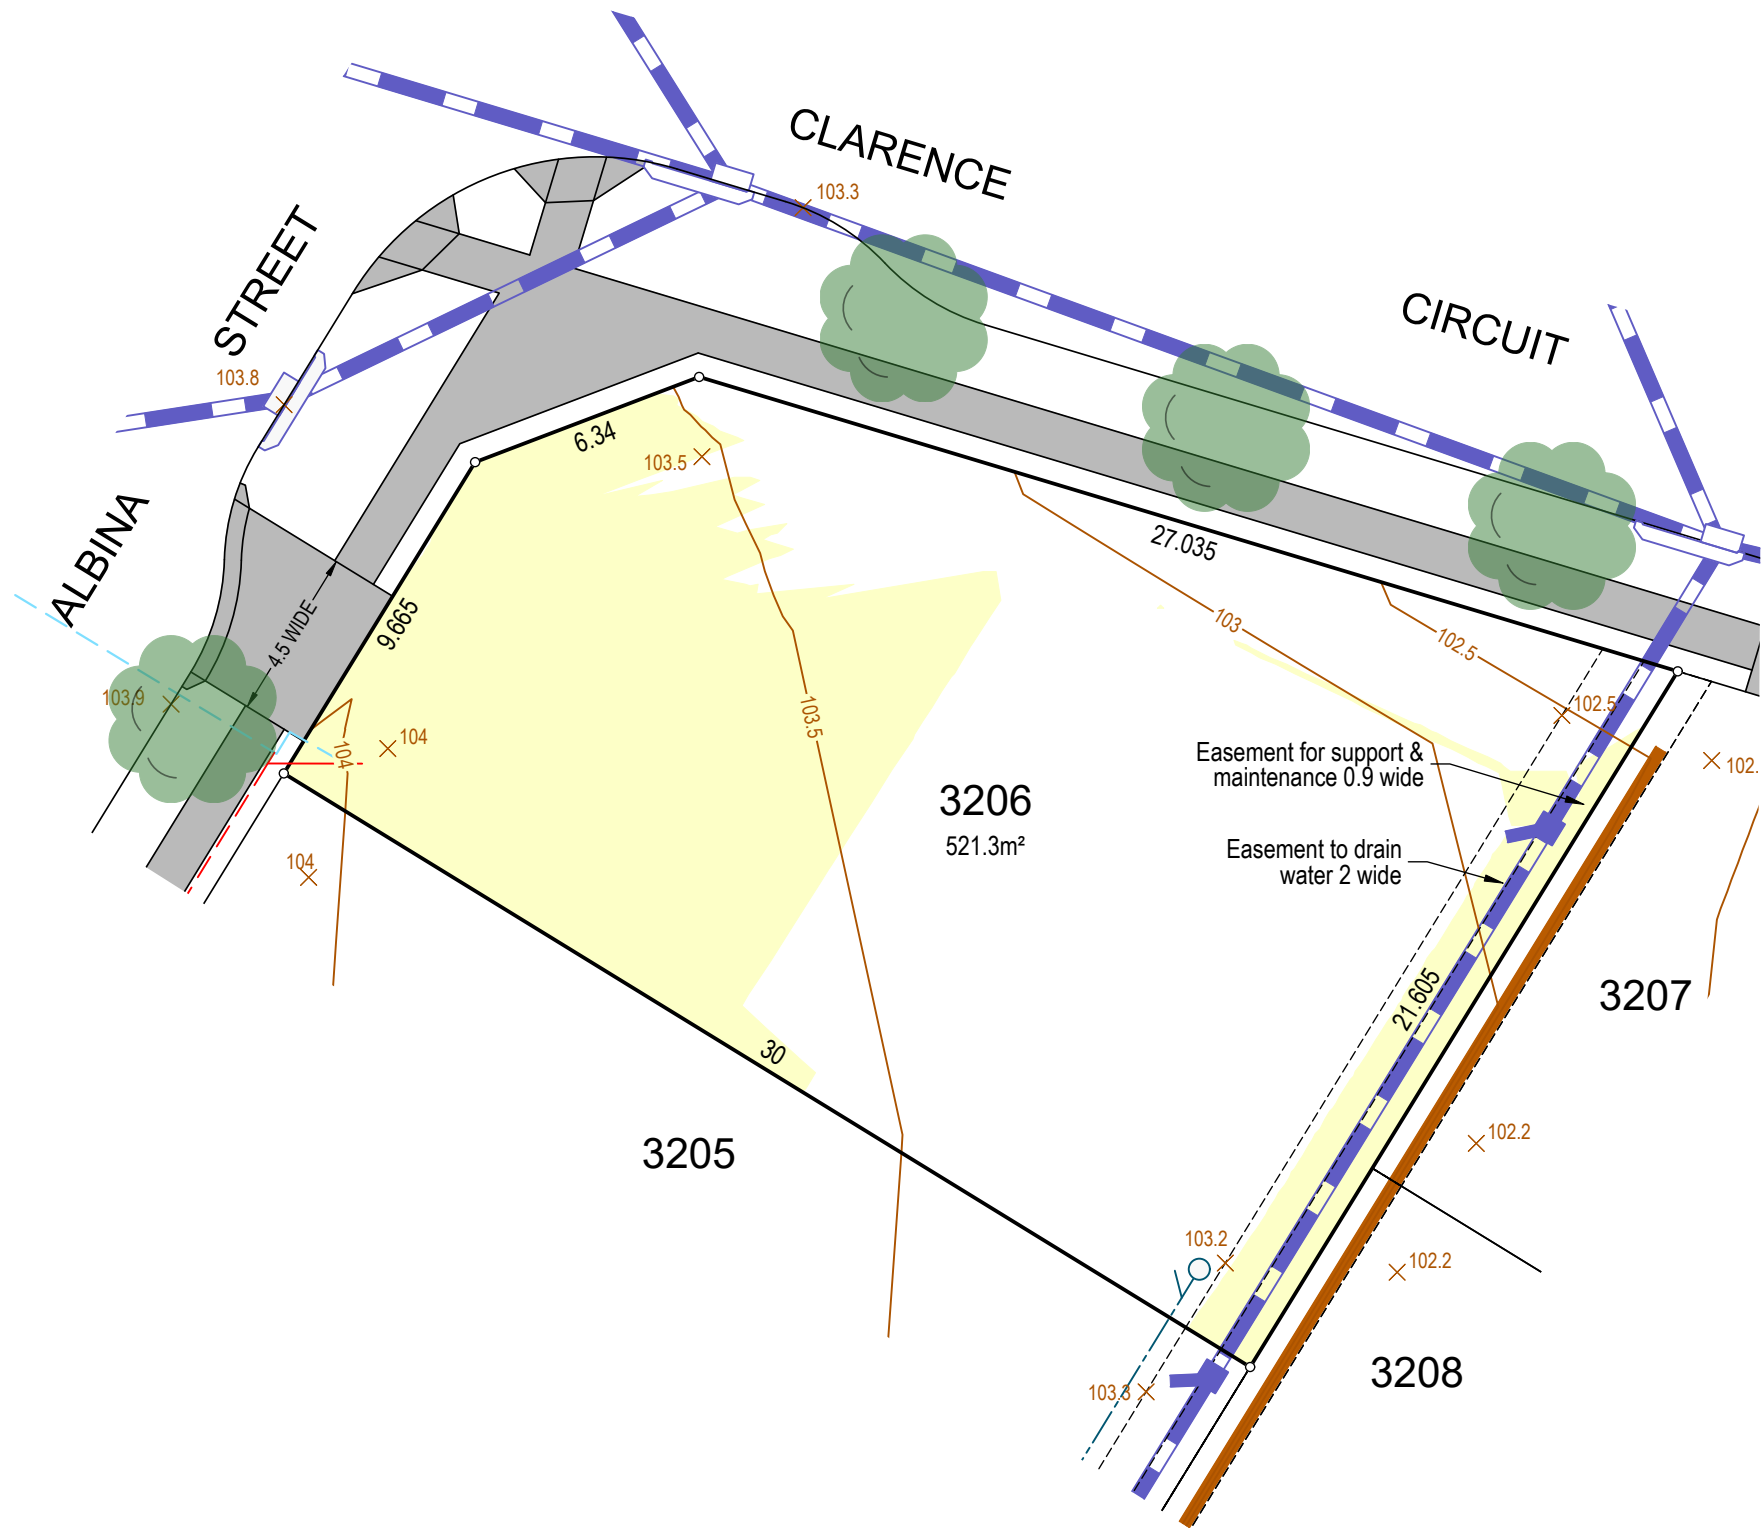 CLARENCE
103.3
STREET
CIRCUIT
103.8
6.34
103.5
ALBINA
27.035
4.5 WIDE
9.665
103
102.5
103.9
102.5
104
104
103.5
Easement for support &
maintenance 0.9 wide
102.
3206
521.3m²
Easement to drain
water 2 wide
104
21.605
3207
30
3205
102.2
103.2
102.2
3208
103.3